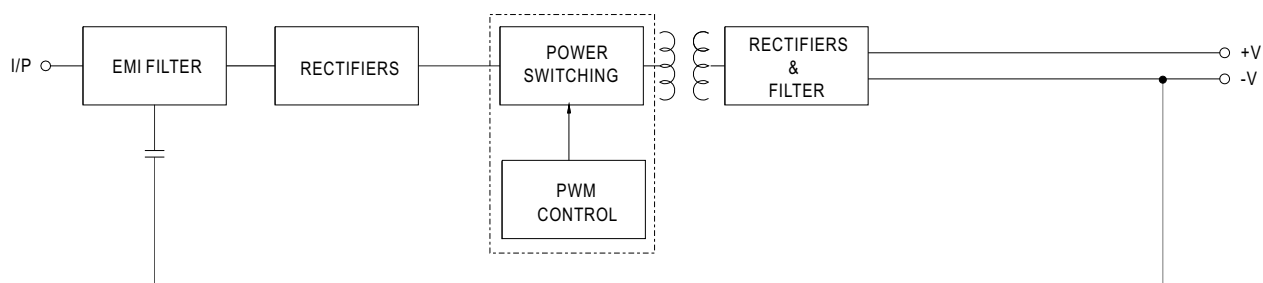 I/P
EMI FILTER
RECTIFIERS
POWER
SWITCHING
PWM
CONTROL
RECTIFIERS
&
FILTER
+V
-V